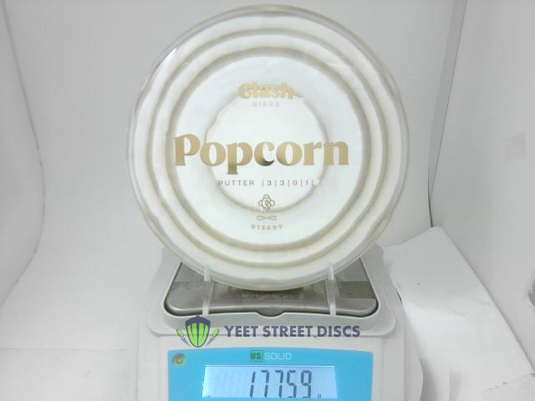 Clash
DISCS
Popcorn
PUTTER |3|3|0|1|
STEADY
YEET STREET DISCS
U.S. SOLID
177.59 g